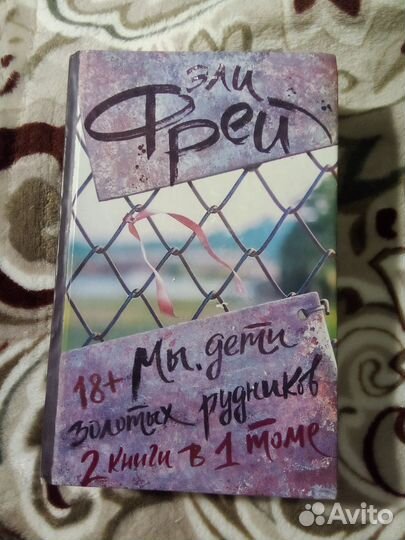 Эли
Фрей
18+ Мы, дети
золотых рудников
2 книги в 1 томе
Avito